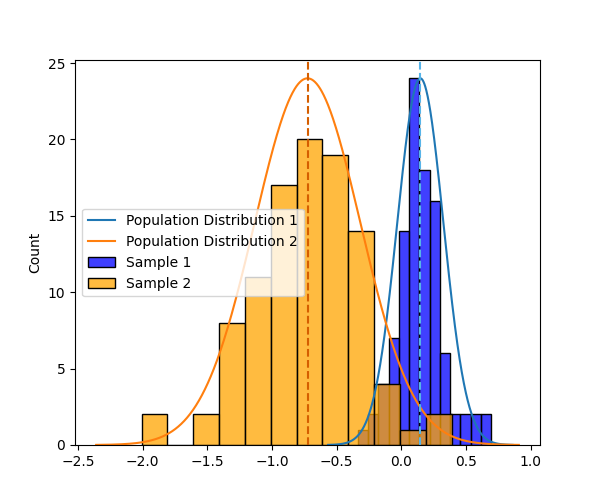 25
20
15
10
5
0
Count
Population Distribution 1
Population Distribution 2
Sample 1
Sample 2
−2.5 −2.0 −1.5 −1.0 −0.5 0.0 0.5 1.0